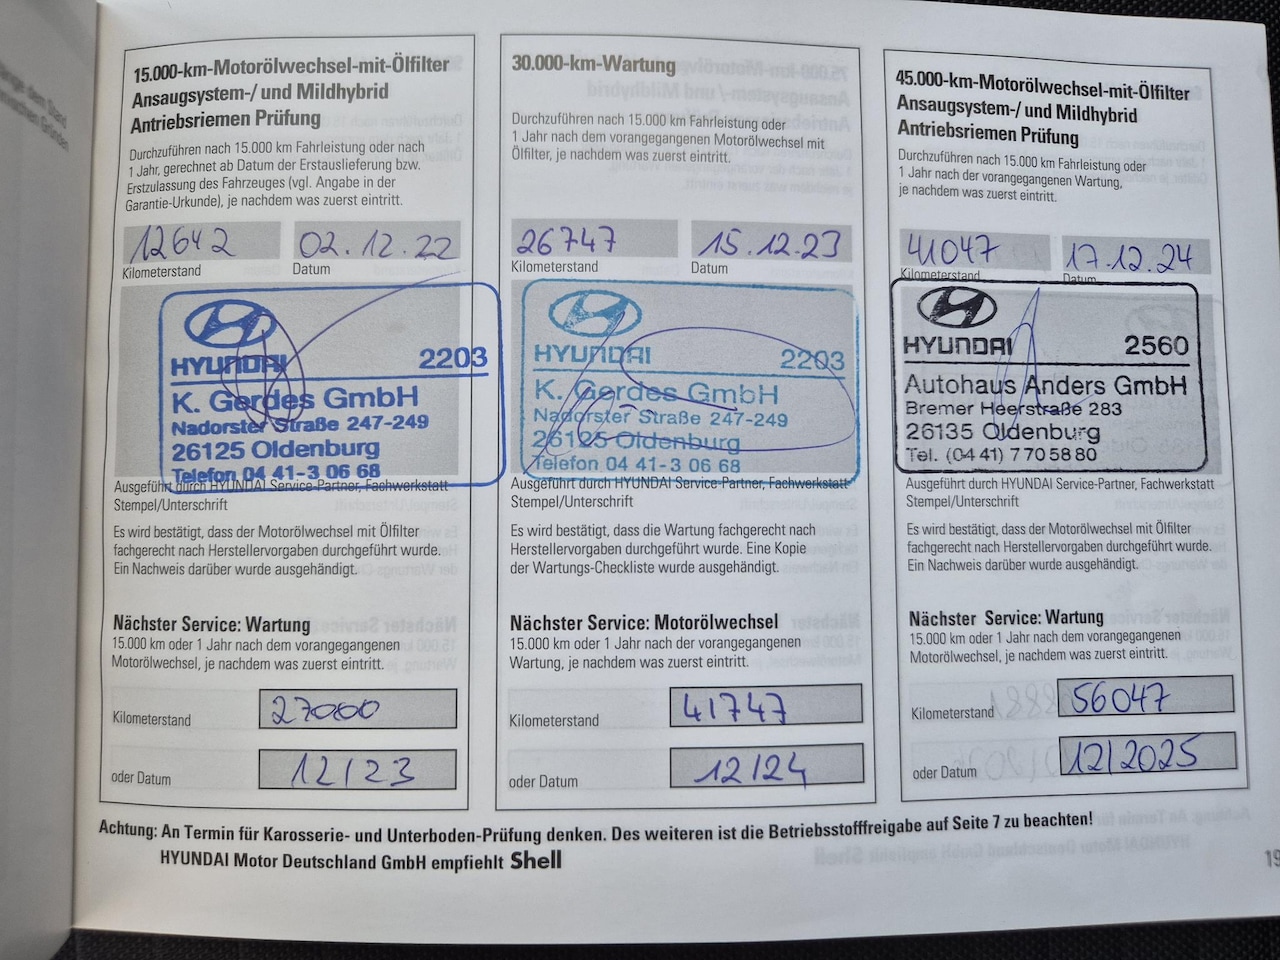 15.000-km-Motorölwechsel-mit-Ölfilter
Ansaugsystem-/ und Mildhybrid
Antriebsriemen Prüfung
Durchzuführen nach 15.000 km Fahrleistung oder nach
1 Jahr, gerechnet ab Datum der Erstauslieferung bzw.
Erstzulassung des Fahrzeuges (vgl. Angabe in der
Garantie-Urkunde), je nachdem was zuerst eintritt.
12642
02.12.22
Kilometerstand
Datum
HYUNDAI 2203
K. Gerdes GmbH
Nadorster Straße 247-249
26125 Oldenburg
Telefon 04 41-3 06 68
Ausgeführt durch HYUNDAI Service-Partner, Fachwerkstatt
Stempel/Unterschrift
Es wird bestätigt, dass der Motorölwechsel mit Ölfilter
fachgerecht nach Herstellervorgaben durchgeführt wurde.
Ein Nachweis darüber wurde ausgehändigt.
Nächster Service: Wartung
15.000 km oder 1 Jahr nach dem vorangegangenen
Motorölwechsel, je nachdem was zuerst eintritt.
Kilometerstand 27000
oder Datum 12/23
30.000-km-Wartung
Durchzuführen nach 15.000 km Fahrleistung oder
1 Jahr nach dem vorangegangenen Motorölwechsel mit
Ölfilter, je nachdem was zuerst eintritt.
26747
15.12.23
Kilometerstand
Datum
HYUNDAI 2203
K. Gerdes GmbH
Nadorster Straße 247-249
26125 Oldenburg
Telefon 04 41-3 06 68
Ausgeführt durch HYUNDAI Service-Partner, Fachwerkstatt
Stempel/Unterschrift
Es wird bestätigt, dass die Wartung fachgerecht nach
Herstellervorgaben durchgeführt wurde. Eine Kopie
der Wartungs-Checkliste wurde ausgehändigt.
Nächster Service: Motorölwechsel
15.000 km oder 1 Jahr nach der vorangegangenen
Wartung, je nachdem was zuerst eintritt.
Kilometerstand 41747
oder Datum 12/24
45.000-km-Motorölwechsel-mit-Ölfilter
Ansaugsystem-/ und Mildhybrid
Antriebsriemen Prüfung
Durchzuführen nach 15.000 km Fahrleistung oder
1 Jahr nach der vorangegangenen Wartung,
je nachdem was zuerst eintritt.
41047
17.12.24
Kilometerstand
Datum
HYUNDAI 2560
Autohaus Anders GmbH
Bremer Heerstraße 283
26135 Oldenburg
Tel. (04 41) 7 70 58 80
Ausgeführt durch HYUNDAI Service-Partner, Fachwerkstatt
Stempel/Unterschrift
Es wird bestätigt, dass der Motorölwechsel mit Ölfilter
fachgerecht nach Herstellervorgaben durchgeführt wurde.
Ein Nachweis darüber wurde ausgehändigt.
Nächster Service: Wartung
15.000 km oder 1 Jahr nach dem vorangegangenen
Motorölwechsel, je nachdem was zuerst eintritt.
Kilometerstand 56047
oder Datum 12/2025
Achtung: An Termin für Karosserie- und Unterboden-Prüfung denken. Des weiteren ist die Betriebsstofffreigabe auf Seite 7 zu beachten!
HYUNDAI Motor Deutschland GmbH empfiehlt Shell
19